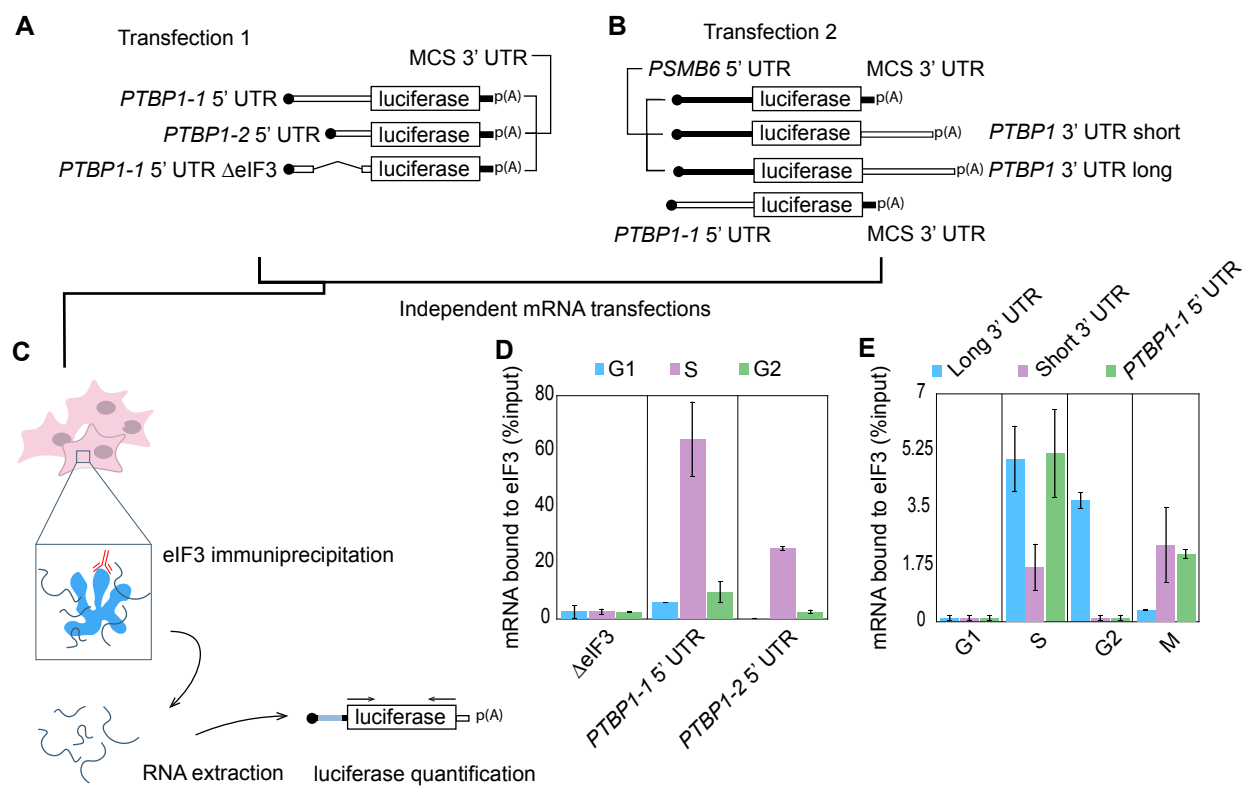 A
Transfection 1
MCS 3’ UTR
PTBP1-1 5’ UTR
luciferase
p(A)
PTBP1-2 5’ UTR
luciferase
p(A)
PTBP1-1 5’ UTR ΔeIF3
luciferase
p(A)
B
Transfection 2
PSMB6 5’ UTR
MCS 3’ UTR
luciferase
p(A)
luciferase
p(A)
PTBP1 3’ UTR short
luciferase
p(A)
PTBP1 3’ UTR long
luciferase
p(A)
PTBP1-1 5’ UTR
MCS 3’ UTR
Independent mRNA transfections
C
eIF3 immuniprecipitation
RNA extraction
luciferase
p(A)
luciferase quantification
D
G1
S
G2
mRNA bound to eIF3 (%input)
80
60
40
20
0
ΔeIF3
PTBP1-1 5’ UTR
PTBP1-2 5’ UTR
E
Long 3’ UTR
Short 3’ UTR
PTBP1-1 5’ UTR
mRNA bound to eIF3 (%input)
7
5.25
3.5
1.75
0
G1
S
G2
M